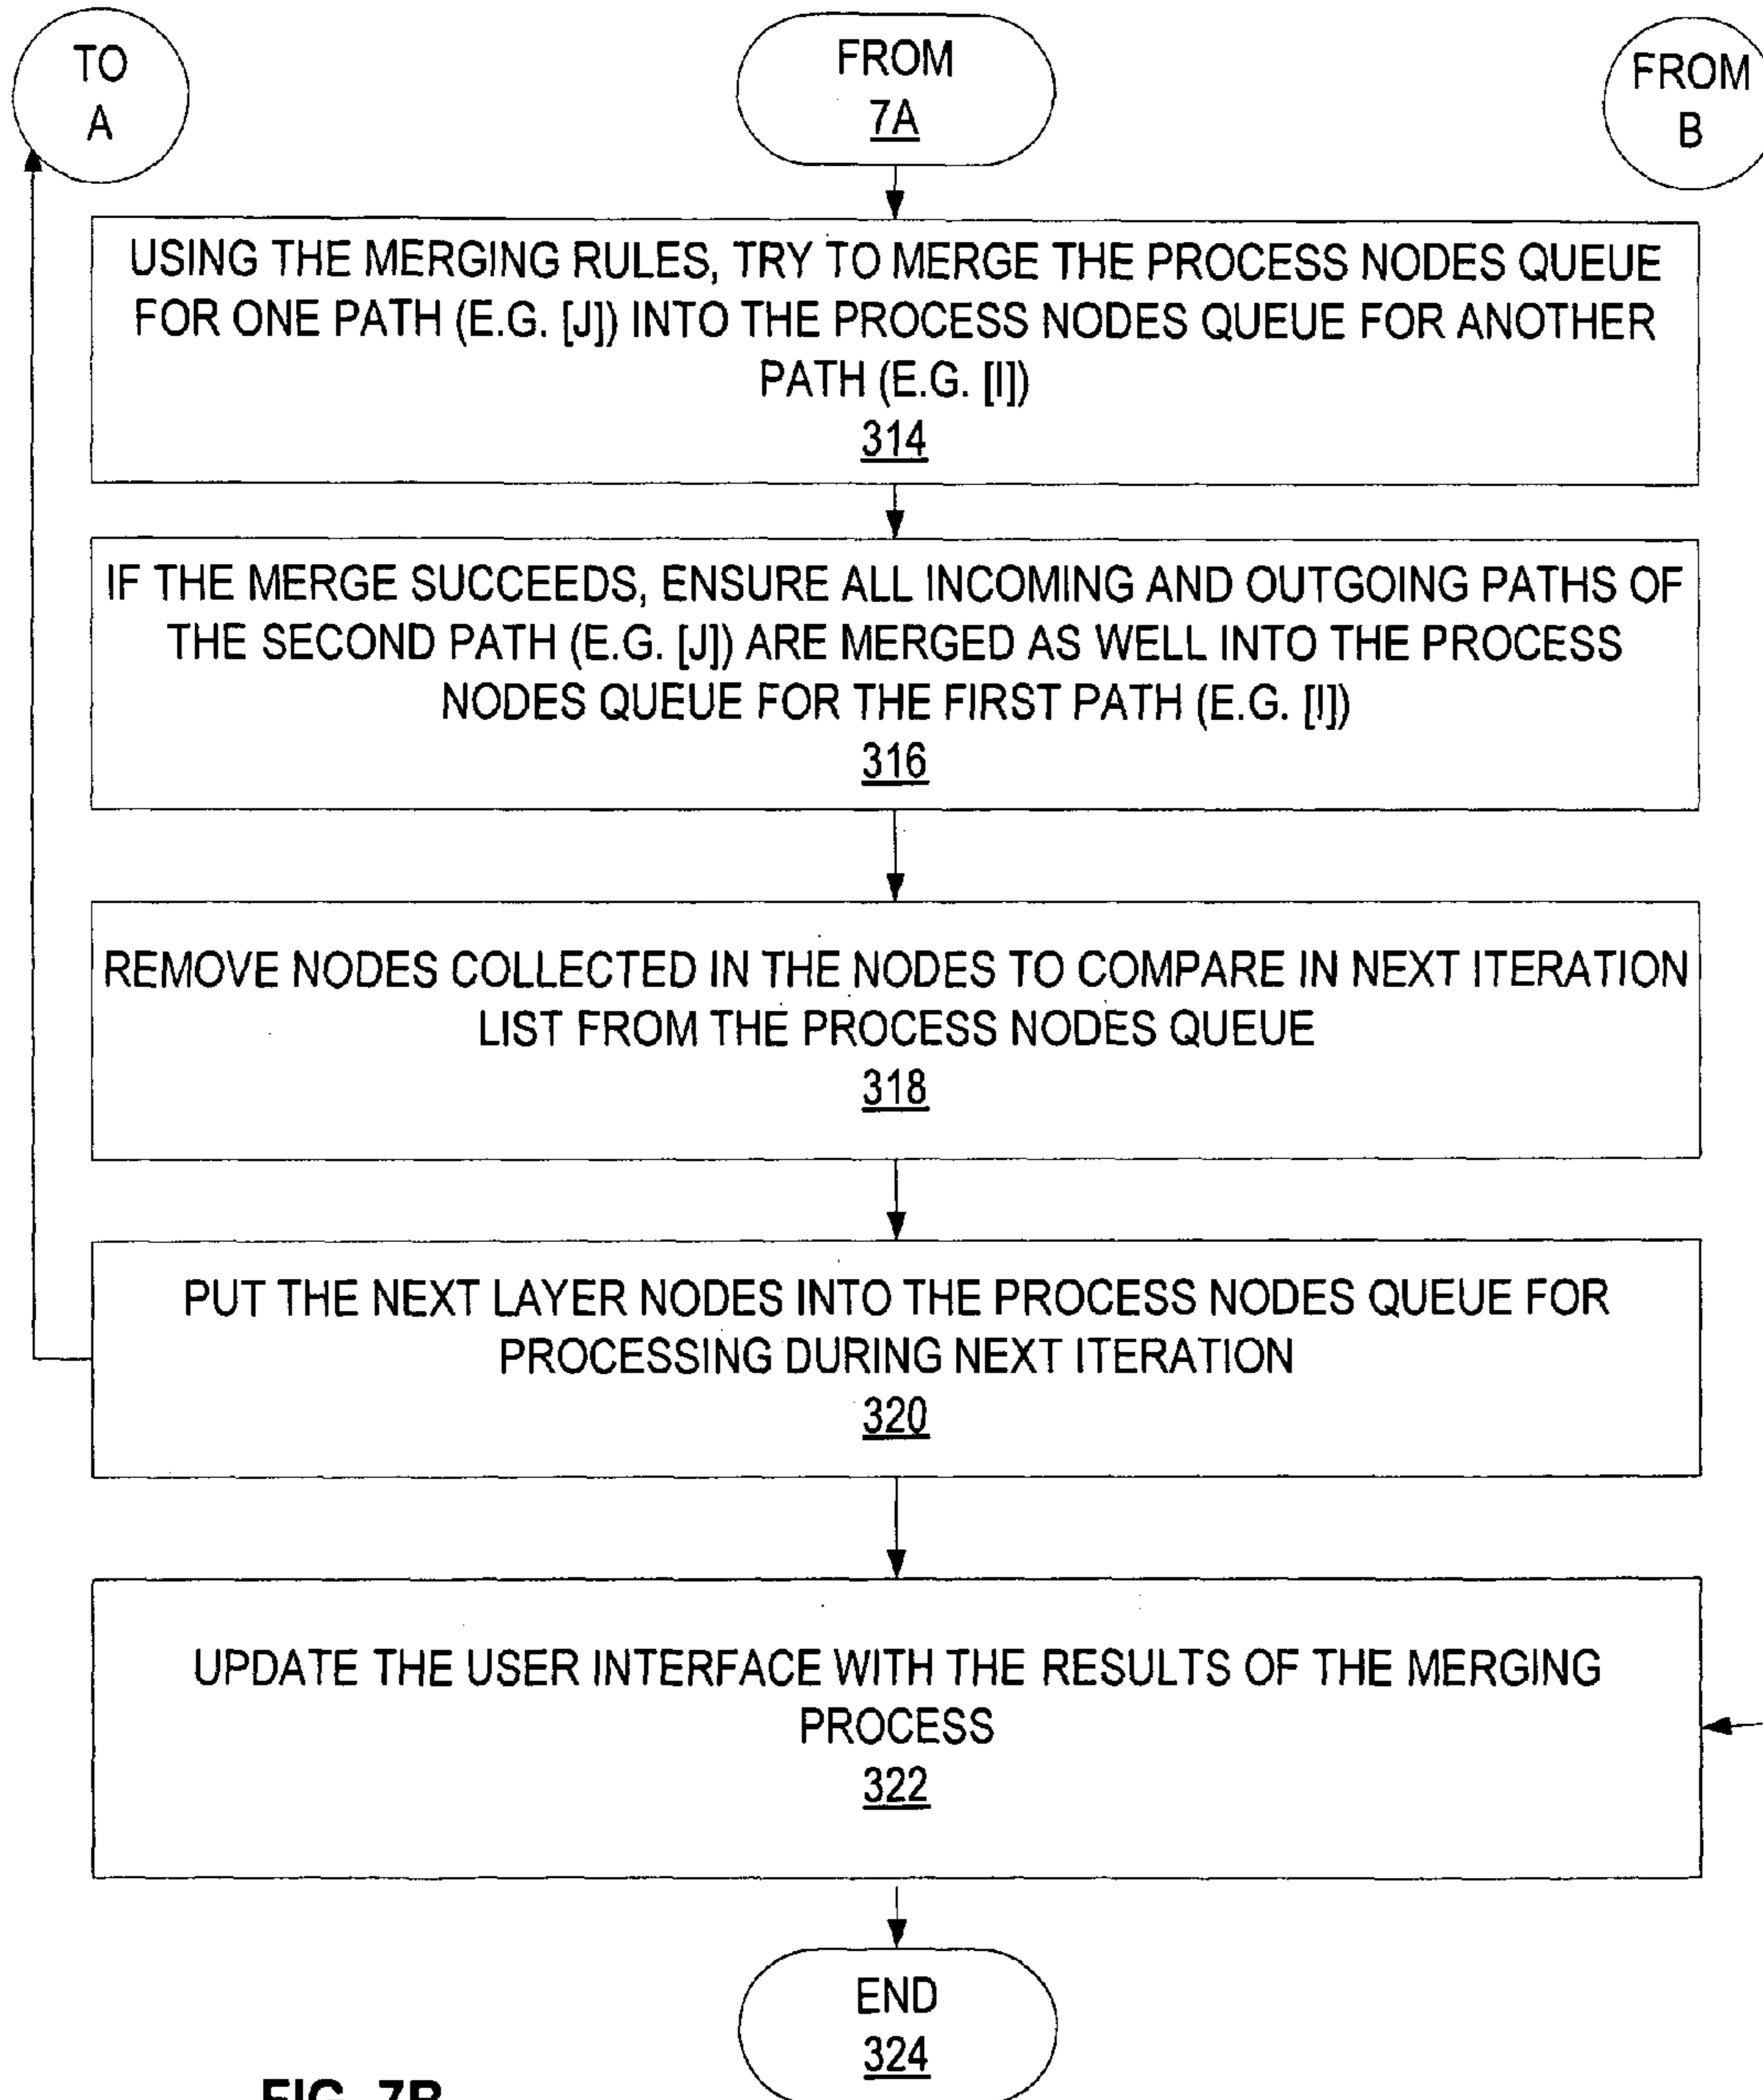 TO
A
FROM
7A
FROM
B
USING THE MERGING RULES, TRY TO MERGE THE PROCESS NODES QUEUE
FOR ONE PATH (E.G. [J]) INTO THE PROCESS NODES QUEUE FOR ANOTHER
PATH (E.G. [I])
314
IF THE MERGE SUCCEEDS, ENSURE ALL INCOMING AND OUTGOING PATHS OF
THE SECOND PATH (E.G. [J]) ARE MERGED AS WELL INTO THE PROCESS
NODES QUEUE FOR THE FIRST PATH (E.G. [I])
316
REMOVE NODES COLLECTED IN THE NODES TO COMPARE IN NEXT ITERATION
LIST FROM THE PROCESS NODES QUEUE
318
PUT THE NEXT LAYER NODES INTO THE PROCESS NODES QUEUE FOR
PROCESSING DURING NEXT ITERATION
320
UPDATE THE USER INTERFACE WITH THE RESULTS OF THE MERGING
PROCESS
322
END
324
FIG. 7B